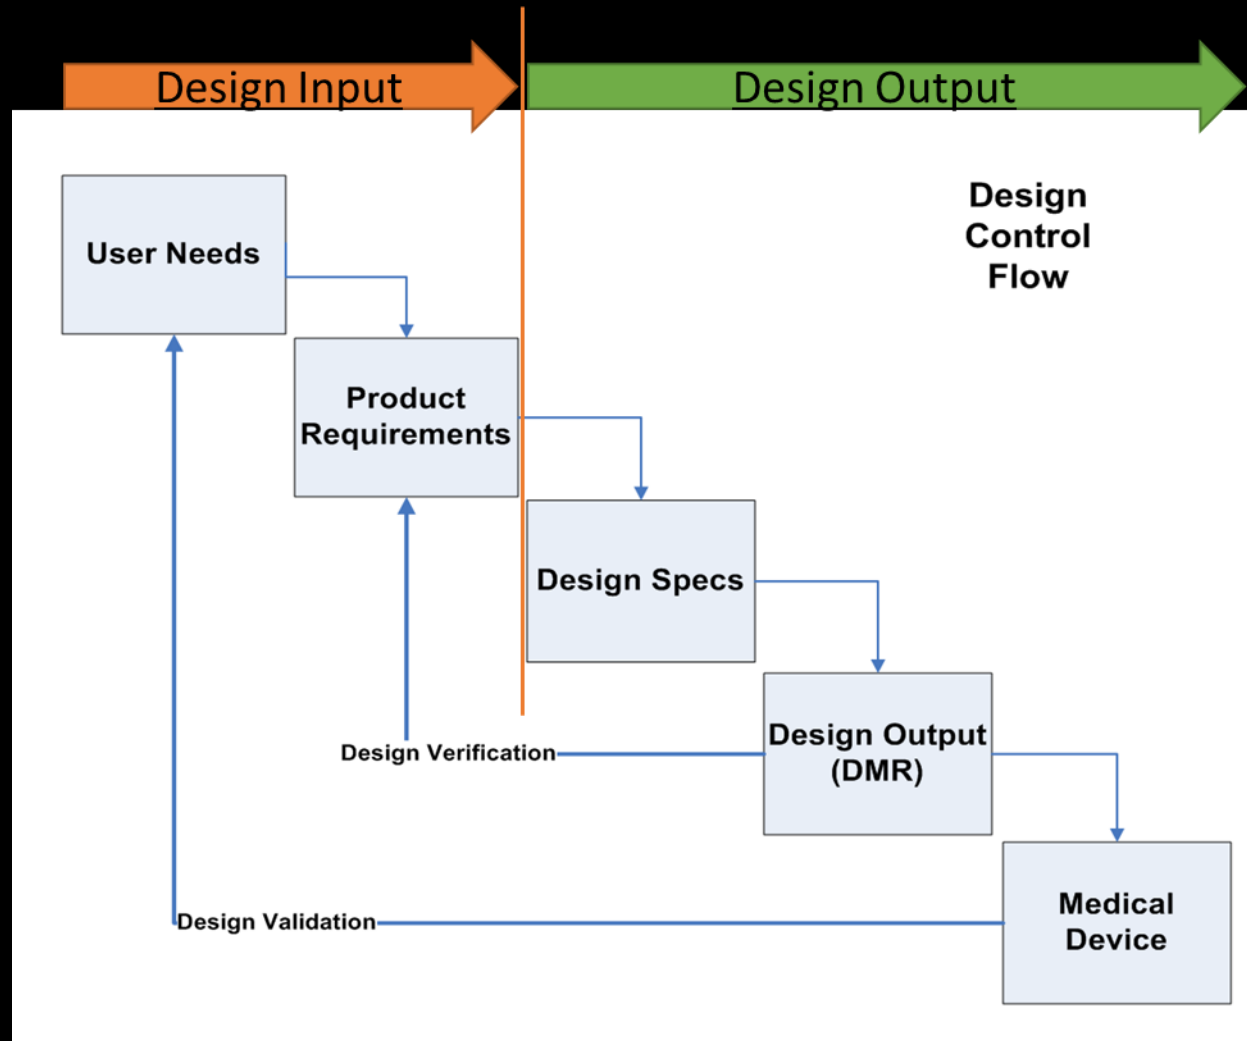 Design Input
Design Output
Design
Control
Flow
User Needs
Product
Requirements
Design Specs
Design Output
(DMR)
Design Verification
Medical
Device
Design Validation